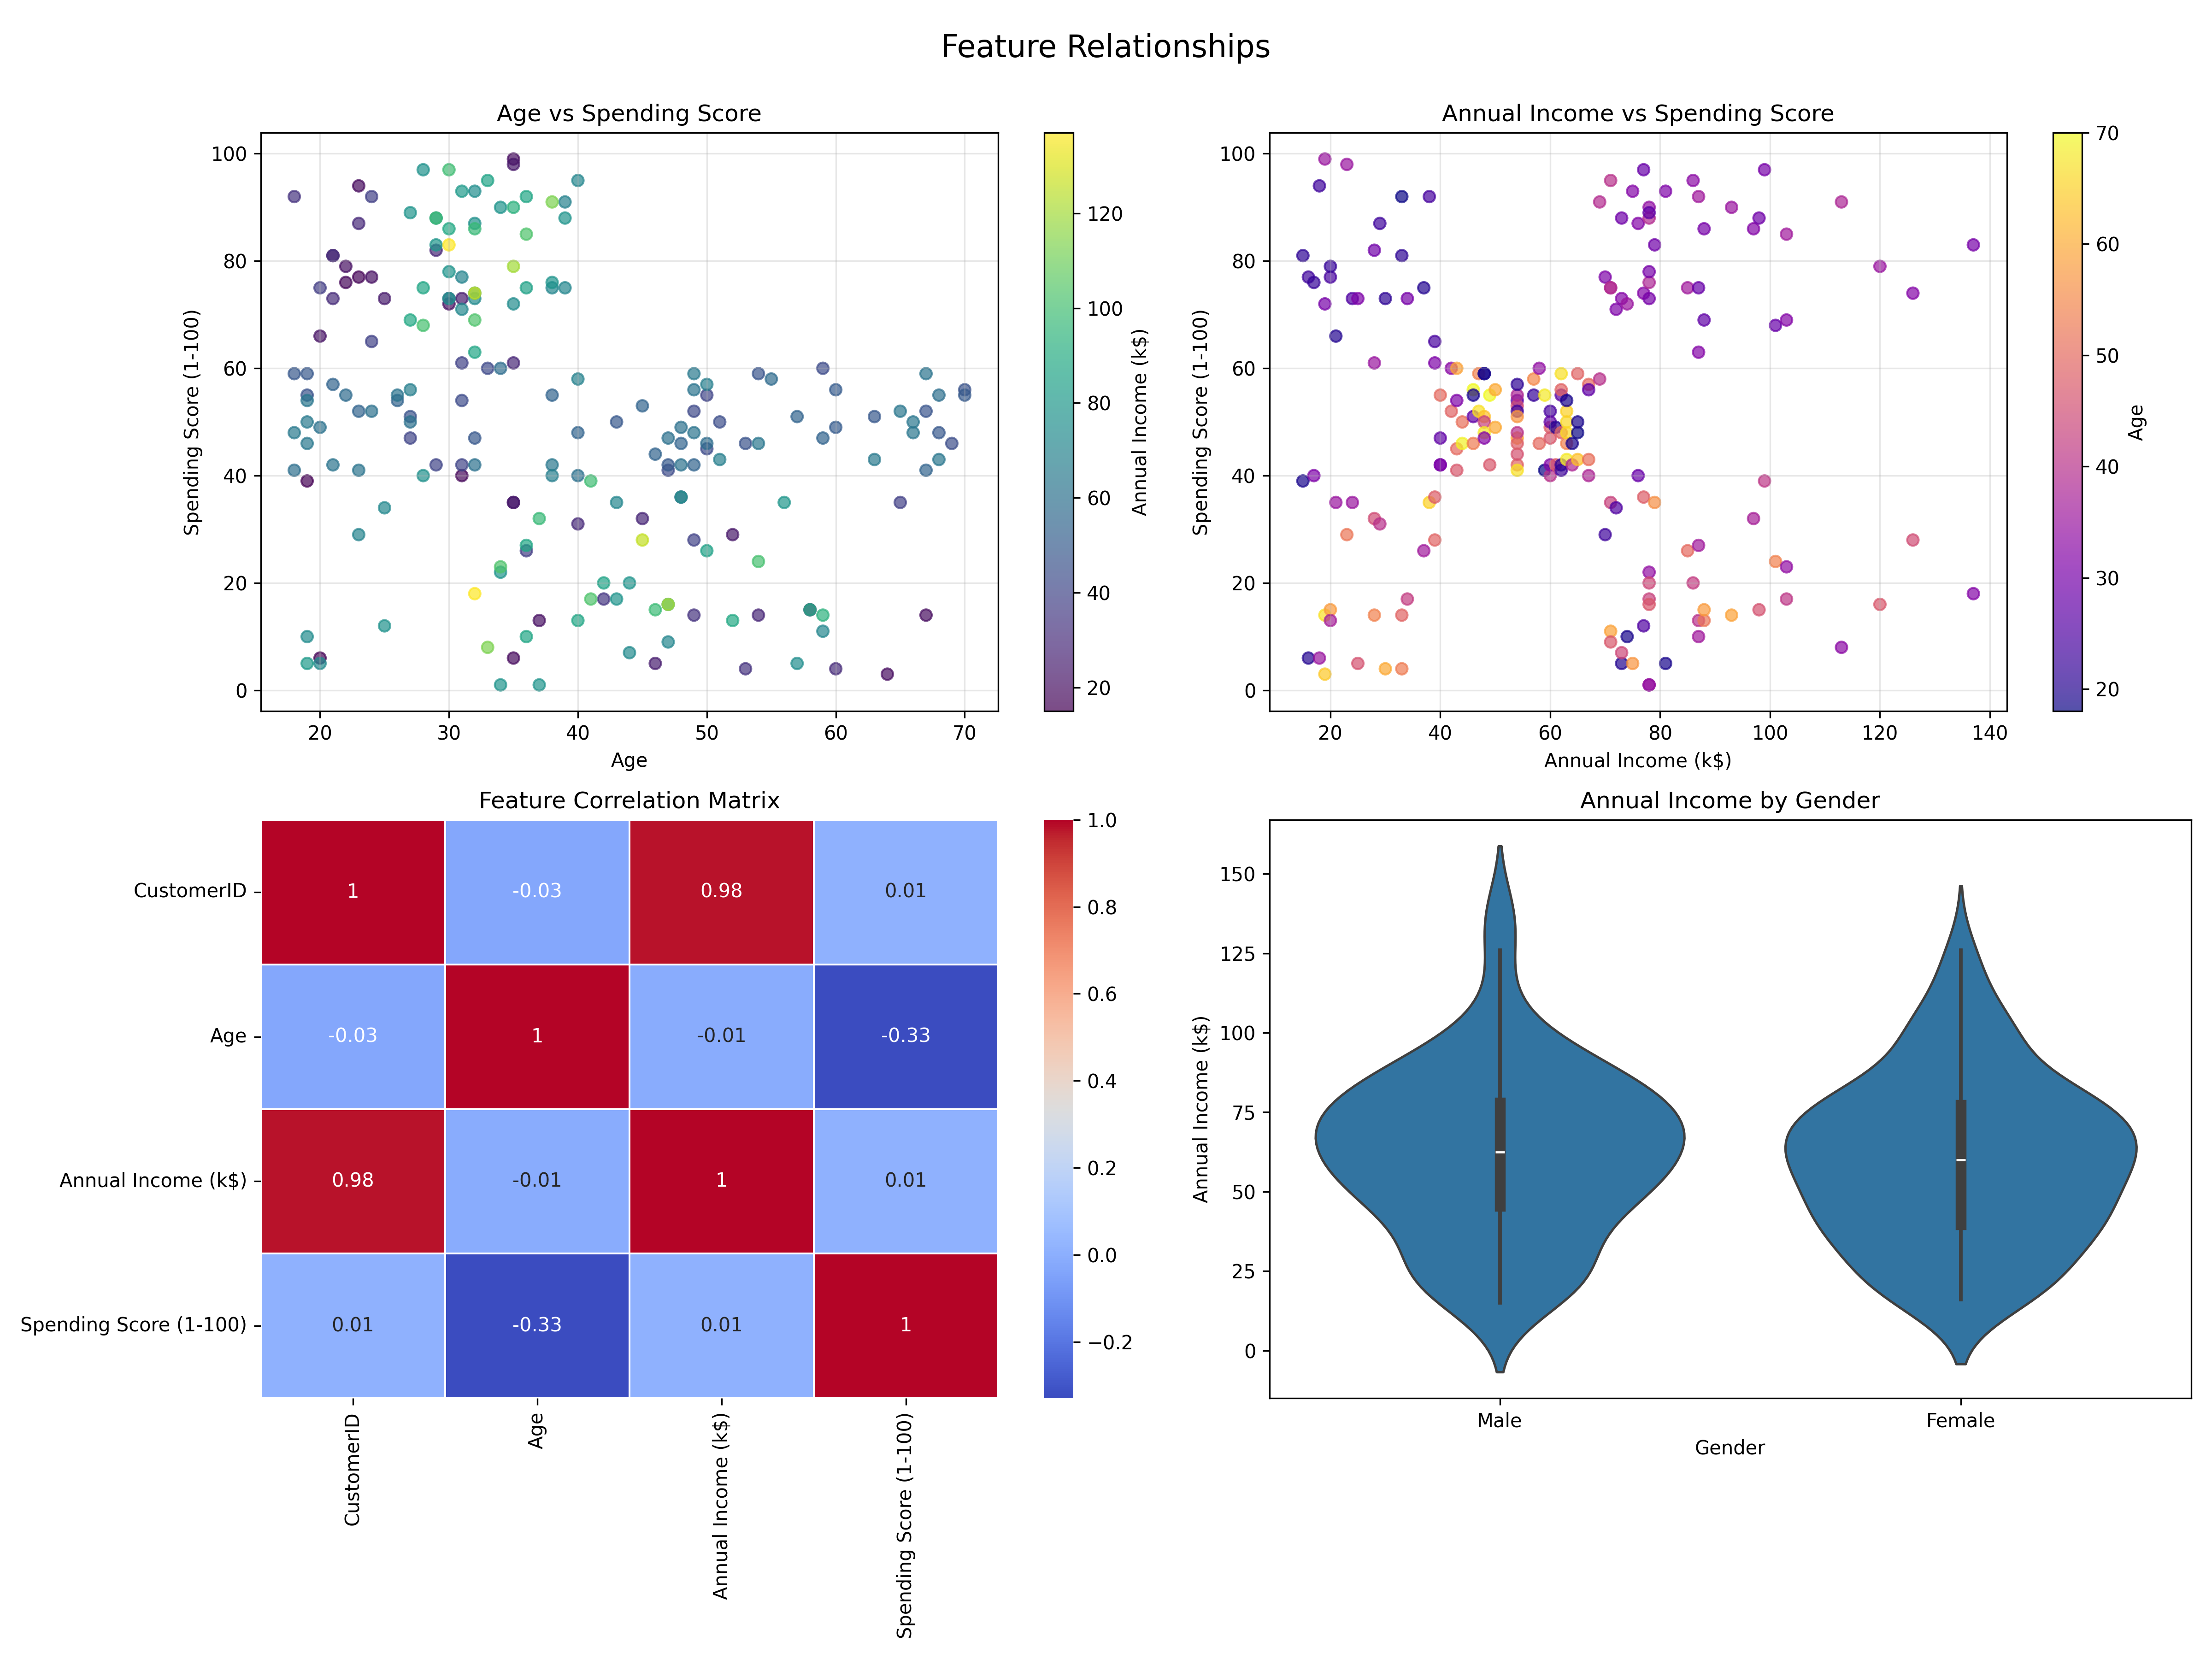 Feature Relationships
Age vs Spending Score
Spending Score (1-100)
100
80
60
40
20
0
20
30
40
50
60
70
Age
120
100
80
60
40
20
Annual Income (k$)
Annual Income vs Spending Score
Spending Score (1-100)
100
80
60
40
20
0
20
40
60
80
100
120
140
Annual Income (k$)
70
60
50
40
30
20
Age
Feature Correlation Matrix
CustomerID
1
-0.03
0.98
0.01
Age
-0.03
1
-0.01
-0.33
Annual Income (k$)
0.98
-0.01
1
0.01
Spending Score (1-100)
0.01
-0.33
0.01
1
CustomerID
Age
Annual Income (k$)
Spending Score (1-100)
1.0
0.8
0.6
0.4
0.2
0.0
−0.2
Annual Income by Gender
Annual Income (k$)
150
125
100
75
50
25
0
Male
Female
Gender